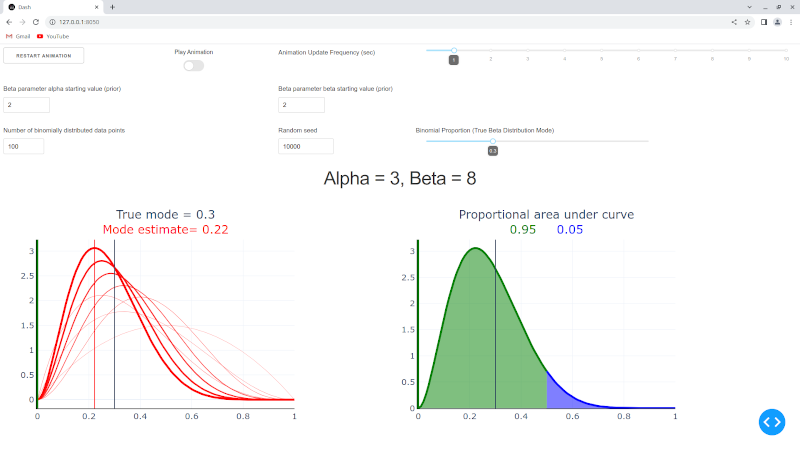 Dash
127.0.0.1:8050
Gmail YouTube
RESTART ANIMATION
Play Animation
Animation Update Frequency (sec)
1 2 3 4 5 6 7 8 9 10
Beta parameter alpha starting value (prior)
2
Beta parameter beta starting value (prior)
2
Number of binomially distributed data points
100
Random seed
10000
Binomial Proportion (True Beta Distribution Mode)
0.3
Alpha = 3, Beta = 8
True mode = 0.3
Mode estimate= 0.22
3
2.5
2
1.5
1
0.5
0
0 0.2 0.4 0.6 0.8 1
Proportional area under curve
0.95 0.05
3
2.5
2
1.5
1
0.5
0
0 0.2 0.4 0.6 0.8 1